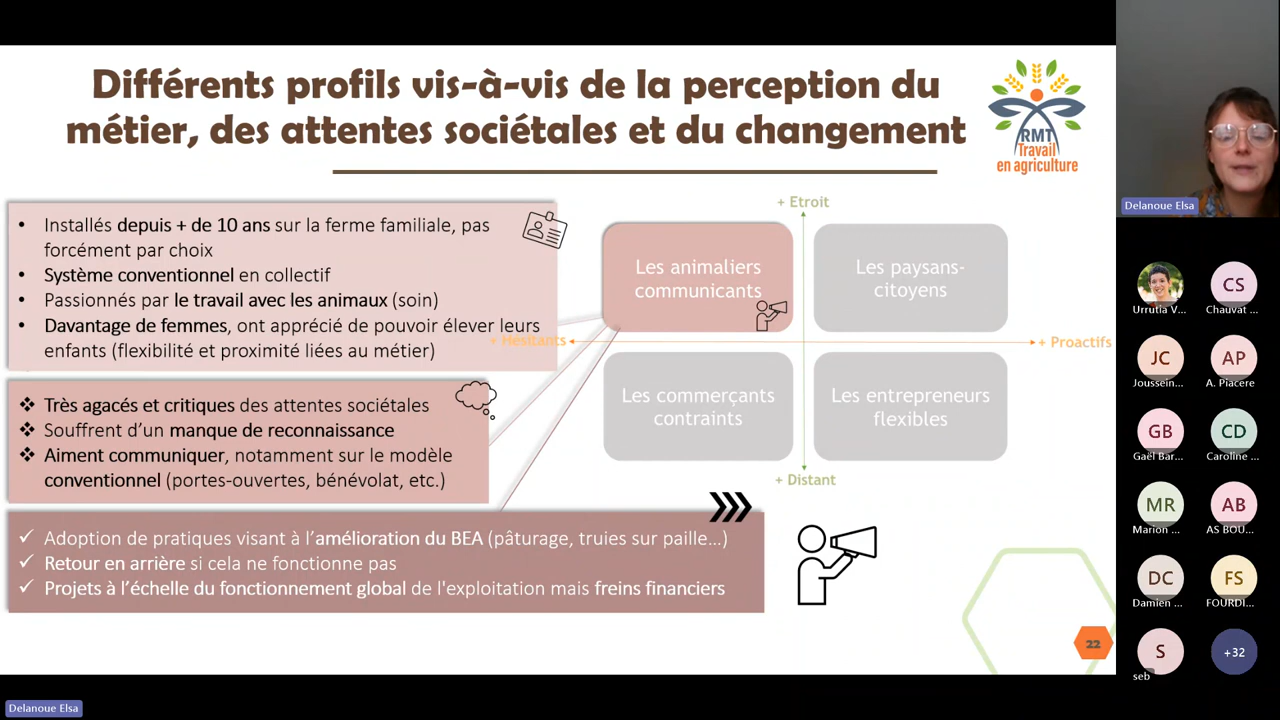 Différents profils vis-à-vis de la perception du
métier, des attentes sociétales et du changement
RMT
Travail
en agriculture
• Installés depuis + de 10 ans sur la ferme familiale, pas
forcément par choix
• Système conventionnel en collectif
• Passionnés par le travail avec les animaux (soin)
• Davantage de femmes, ont apprécié de pouvoir élever leurs
enfants (flexibilité et proximité liées au métier)
❖ Très agacés et critiques des attentes sociétales
❖ Souffrent d’un manque de reconnaissance
❖ Aiment communiquer, notamment sur le modèle
conventionnel (portes-ouvertes, bénévolat, etc.)
✓ Adoption de pratiques visant à l’amélioration du BEA (pâturage, truies sur paille…)
✓ Retour en arrière si cela ne fonctionne pas
✓ Projets à l’échelle du fonctionnement global de l'exploitation mais freins financiers
+ Etroit
Les animaliers
communicants
Les paysans-
citoyens
+ Hésitants
+ Proactifs
Les commerçants
contraints
Les entrepreneurs
flexibles
+ Distant
22
Delanoue Elsa
Delanoue Elsa
CS
Urrutia V...
Chauvat ...
JC
AP
Joussein...
A. Piacere
GB
CD
Gaël Bar...
Caroline ...
MR
AB
Marion ...
AS BOU...
DC
FS
Damien ...
FOURDI...
S
+32
seb